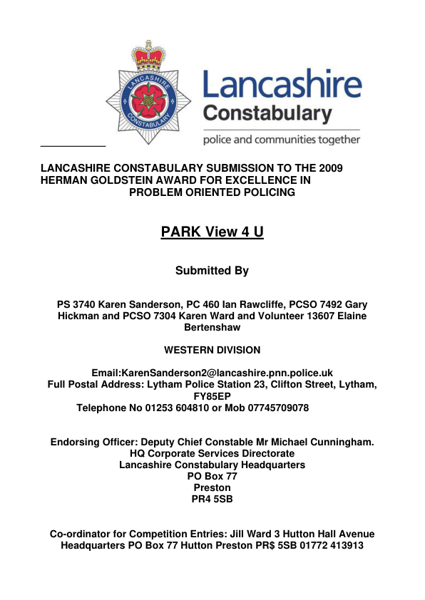 LANCASHIRE
CONSTABULARY
Lancashire
Constabulary
police and communities together
LANCASHIRE CONSTABULARY SUBMISSION TO THE 2009
HERMAN GOLDSTEIN AWARD FOR EXCELLENCE IN
PROBLEM ORIENTED POLICING
PARK View 4 U
Submitted By
PS 3740 Karen Sanderson, PC 460 Ian Rawcliffe, PCSO 7492 Gary
Hickman and PCSO 7304 Karen Ward and Volunteer 13607 Elaine
Bertenshaw
WESTERN DIVISION
Email:KarenSanderson2@lancashire.pnn.police.uk
Full Postal Address: Lytham Police Station 23, Clifton Street, Lytham,
FY85EP
Telephone No 01253 604810 or Mob 07745709078
Endorsing Officer: Deputy Chief Constable Mr Michael Cunningham.
HQ Corporate Services Directorate
Lancashire Constabulary Headquarters
PO Box 77
Preston
PR4 5SB
Co-ordinator for Competition Entries: Jill Ward 3 Hutton Hall Avenue
Headquarters PO Box 77 Hutton Preston PR$ 5SB 01772 413913